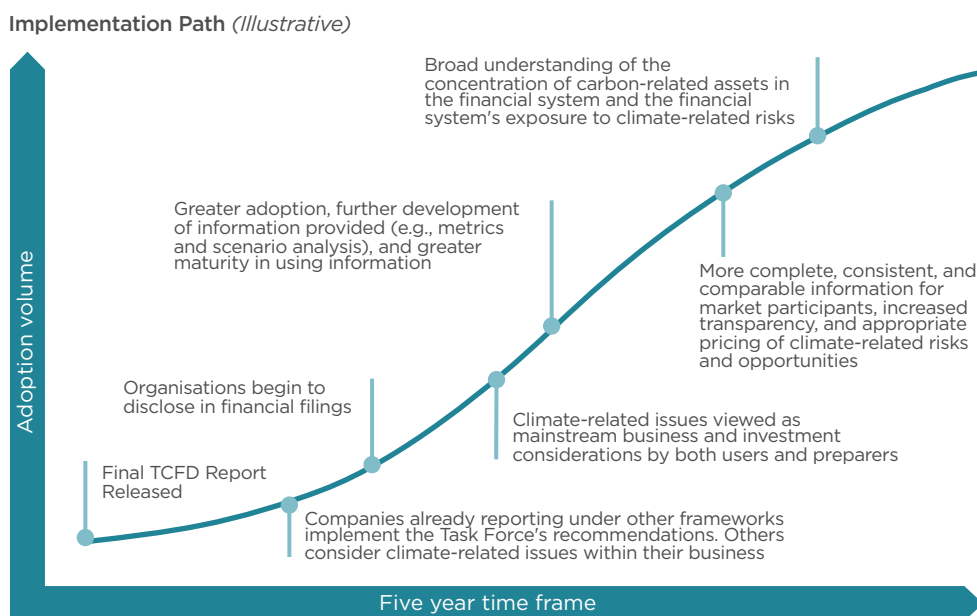 Implementation Path (Illustrative)
Broad understanding of the
concentration of carbon-related assets in
the financial system and the financial
system's exposure to climate-related risks
Greater adoption, further development
of information provided (e.g., metrics
and scenario analysis), and greater
maturity in using information
More complete, consistent, and
comparable information for
market participants, increased
transparency, and appropriate
pricing of climate-related risks
and opportunities
Adoption volume
Organisations begin to
disclose in financial filings
Climate-related issues viewed as
mainstream business and investment
considerations by both users and preparers
Final TCFD Report
Released
Companies already reporting under other frameworks
implement the Task Force's recommendations. Others
consider climate-related issues within their business
Five year time frame